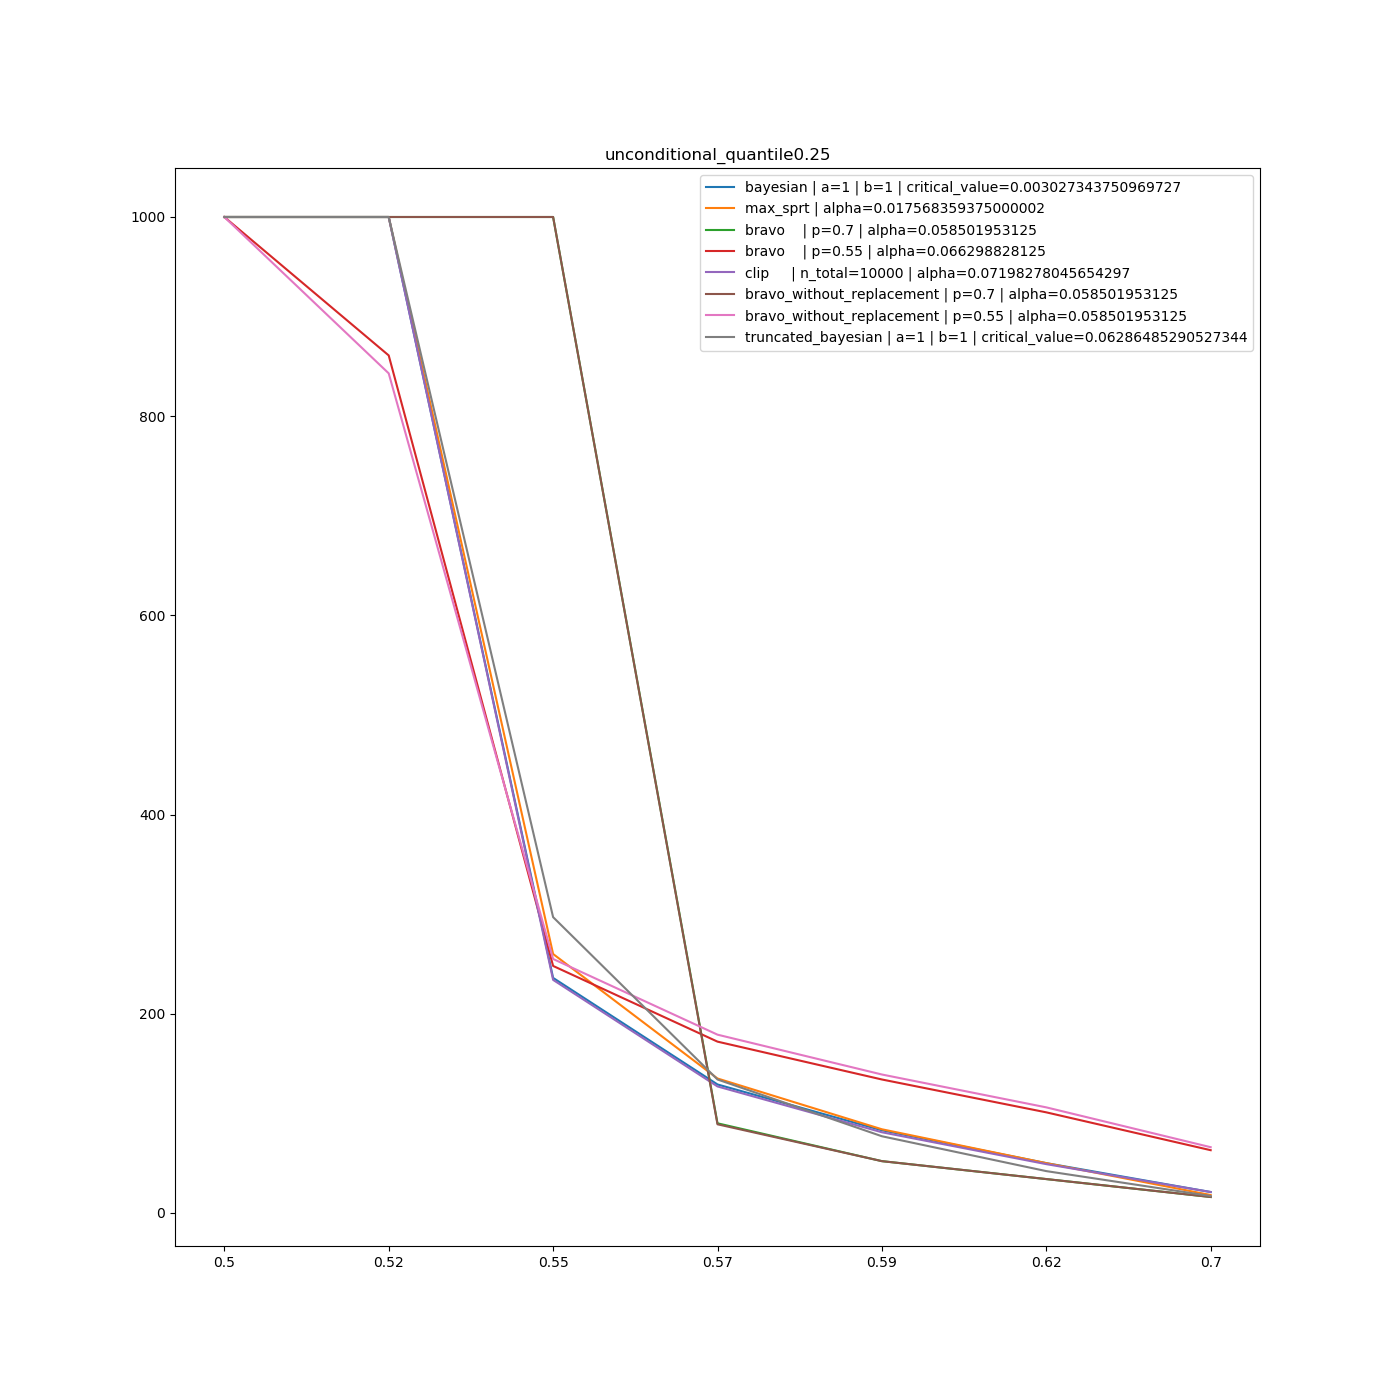 unconditional_quantile0.25
bayesian | a=1 | b=1 | critical_value=0.003027343750969727
max_sprt | alpha=0.017568359375000002
bravo    | p=0.7 | alpha=0.058501953125
bravo    | p=0.55 | alpha=0.066298828125
clip     | n_total=10000 | alpha=0.07198278045654297
bravo_without_replacement | p=0.7 | alpha=0.058501953125
bravo_without_replacement | p=0.55 | alpha=0.058501953125
truncated_bayesian | a=1 | b=1 | critical_value=0.06286485290527344
1000
800
600
400
200
0
0.5 0.52 0.55 0.57 0.59 0.62 0.7